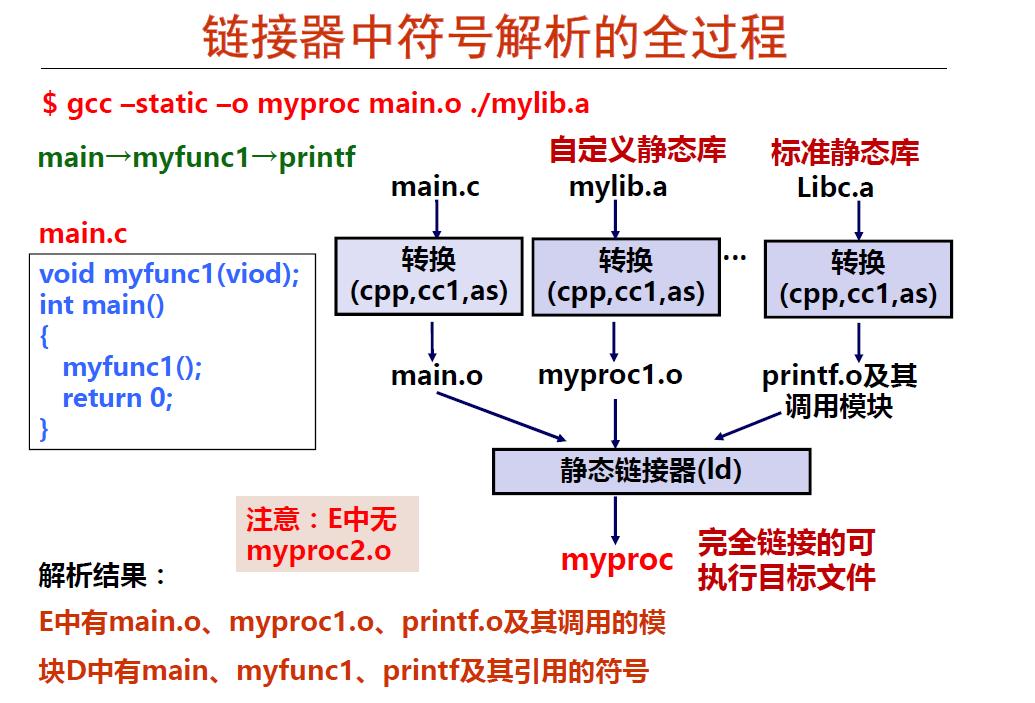 链接器中符号解析的全过程
$ gcc –static –o myproc main.o ./mylib.a
main→myfunc1→printf
自定义静态库
标准静态库
main.c
mylib.a
Libc.a
main.c
void myfunc1(viod);
int main()
{
myfunc1();
return 0;
}
转换
(cpp,cc1,as)
转换
(cpp,cc1,as)
...
转换
(cpp,cc1,as)
main.o
myproc1.o
printf.o及其
调用模块
静态链接器(ld)
注意：E中无
myproc2.o
myproc
完全链接的可
执行目标文件
解析结果：
E中有main.o、myproc1.o、printf.o及其调用的模
块D中有main、myfunc1、printf及其引用的符号